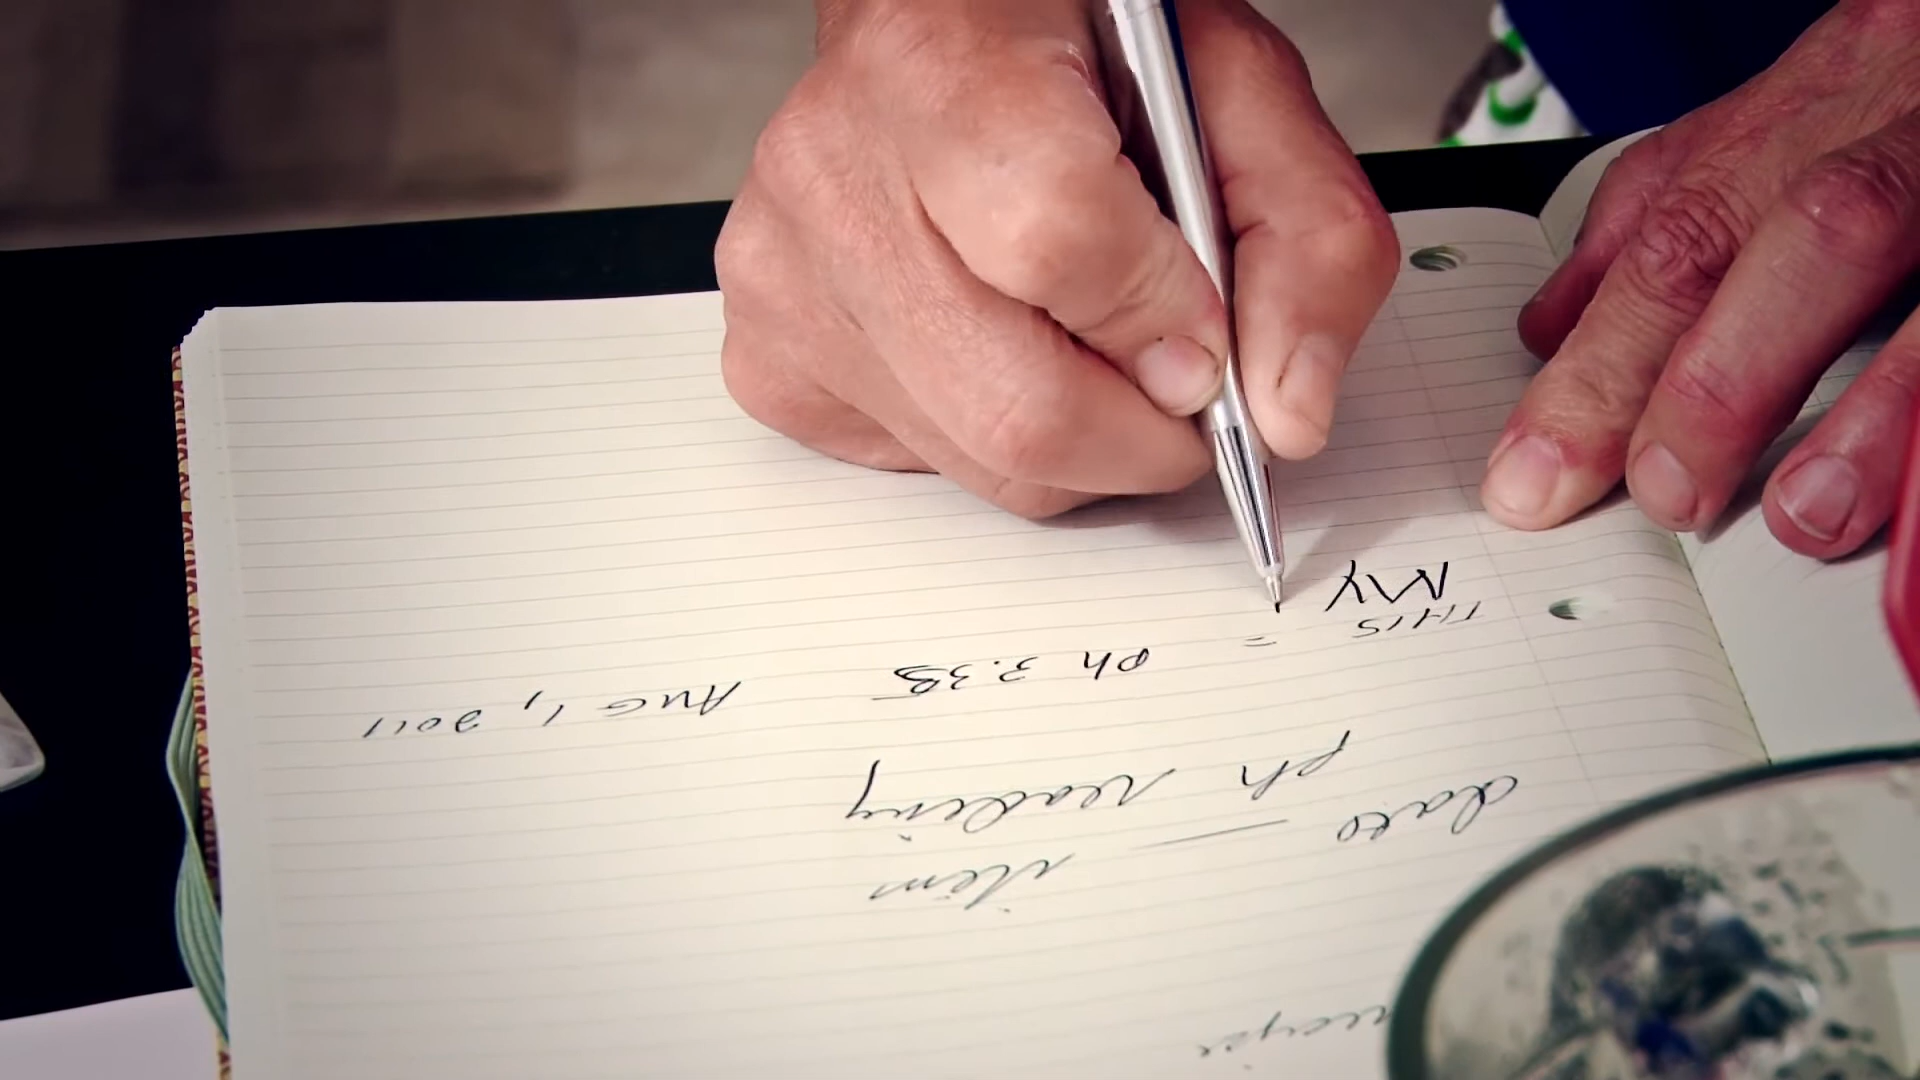 date — item
ph reading
THIS = Ph 3.35 AUG 1, 2011
MY